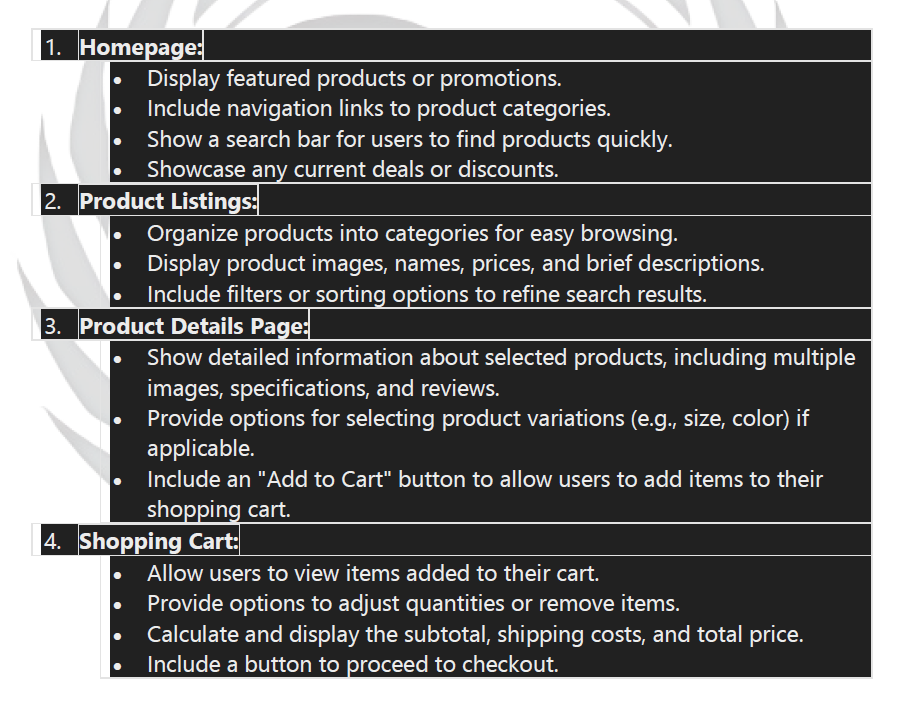 1. Homepage:
• Display featured products or promotions.
• Include navigation links to product categories.
• Show a search bar for users to find products quickly.
• Showcase any current deals or discounts.
2. Product Listings:
• Organize products into categories for easy browsing.
• Display product images, names, prices, and brief descriptions.
• Include filters or sorting options to refine search results.
3. Product Details Page:
• Show detailed information about selected products, including multiple
images, specifications, and reviews.
• Provide options for selecting product variations (e.g., size, color) if
applicable.
• Include an "Add to Cart" button to allow users to add items to their
shopping cart.
4. Shopping Cart:
• Allow users to view items added to their cart.
• Provide options to adjust quantities or remove items.
• Calculate and display the subtotal, shipping costs, and total price.
• Include a button to proceed to checkout.